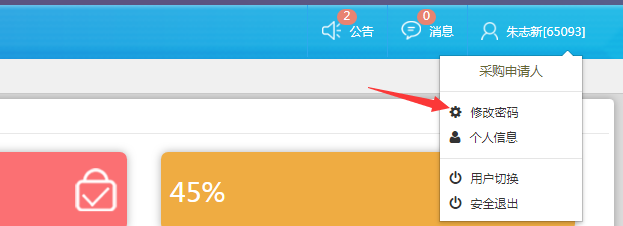 2 公告 0 消息 朱志新[65093]
采购申请人
修改密码
个人信息
45%
用户切换
安全退出